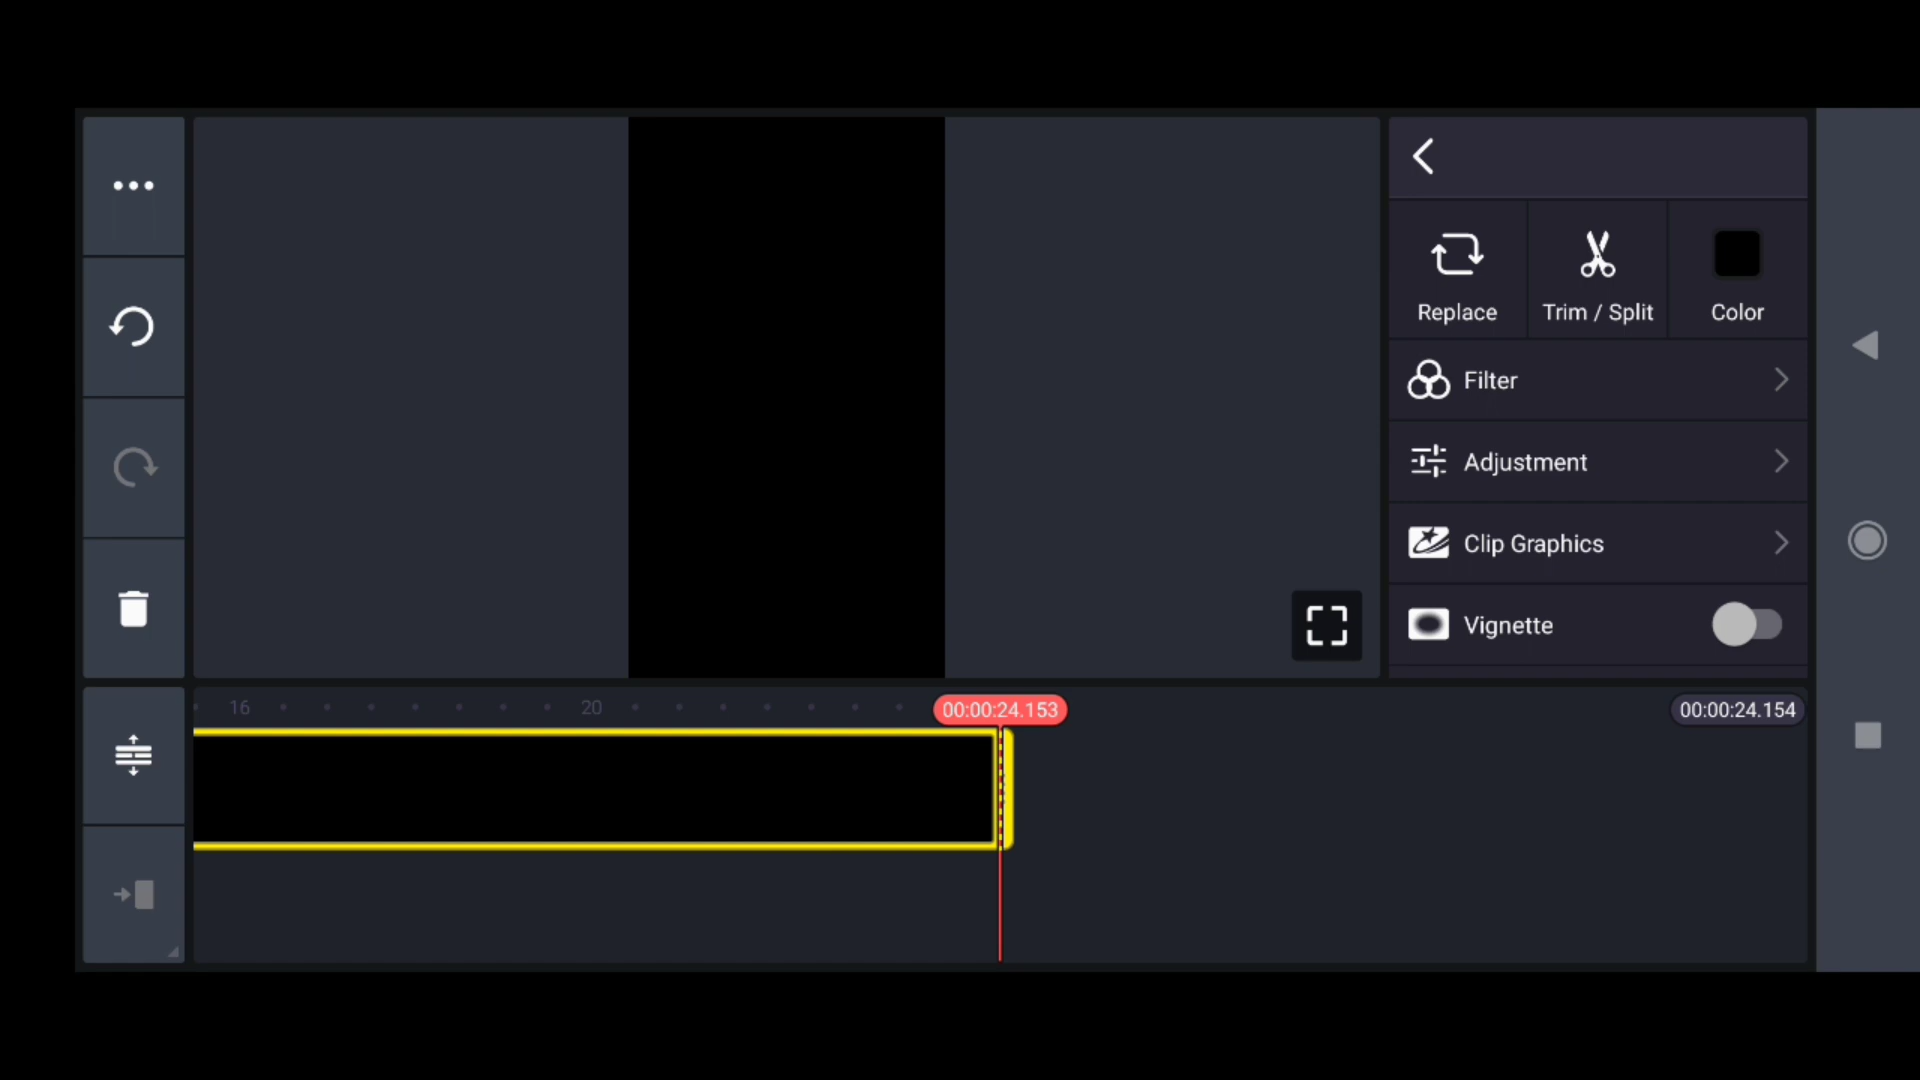 Replace
Trim / Split
Color
Filter
Adjustment
Clip Graphics
Vignette
16
20
00:00:24.153
00:00:24.154